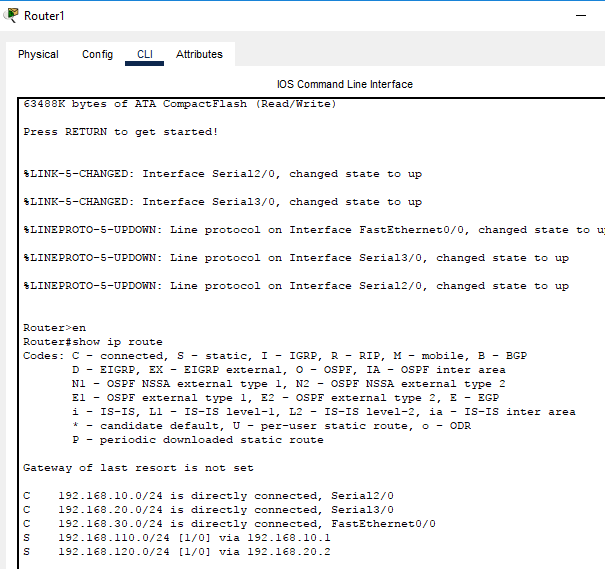 Router1
Physical Config CLI Attributes
IOS Command Line Interface
63488K bytes of ATA CompactFlash (Read/Write)
Press RETURN to get started!
%LINK-5-CHANGED: Interface Serial2/0, changed state to up
%LINK-5-CHANGED: Interface Serial3/0, changed state to up
%LINEPROTO-5-UPDOWN: Line protocol on Interface FastEthernet0/0, changed state to up
%LINEPROTO-5-UPDOWN: Line protocol on Interface Serial3/0, changed state to up
%LINEPROTO-5-UPDOWN: Line protocol on Interface Serial2/0, changed state to up
Router>en
Router#show ip route
Codes: C - connected, S - static, I - IGRP, R - RIP, M - mobile, B - BGP
D - EIGRP, EX - EIGRP external, O - OSPF, IA - OSPF inter area
N1 - OSPF NSSA external type 1, N2 - OSPF NSSA external type 2
E1 - OSPF external type 1, E2 - OSPF external type 2, E - EGP
i - IS-IS, L1 - IS-IS level-1, L2 - IS-IS level-2, ia - IS-IS inter area
* - candidate default, U - per-user static route, o - ODR
P - periodic downloaded static route
Gateway of last resort is not set
C 192.168.10.0/24 is directly connected, Serial2/0
C 192.168.20.0/24 is directly connected, Serial3/0
C 192.168.30.0/24 is directly connected, FastEthernet0/0
S 192.168.110.0/24 [1/0] via 192.168.10.1
S 192.168.120.0/24 [1/0] via 192.168.20.2